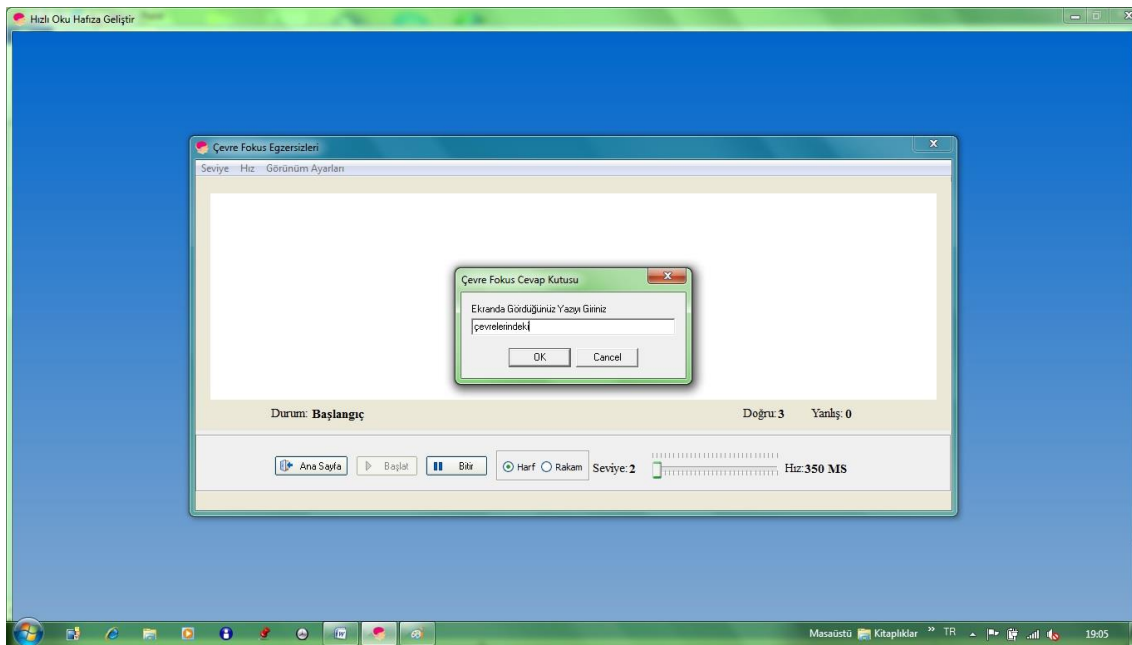 Hızlı Oku Hafıza Geliştir
Çevre Fokus Egzersizleri
Seviye Hız Görünüm Ayarları
Çevre Fokus Cevap Kutusu
Ekranda Gördüğünüz Yazıyı Giriniz
çevrelerindeki
OK Cancel
Durum: Başlangıç Doğru: 3 Yanlış: 0
Ana Sayfa Başlat Bitir Harf Rakam Seviye: 2 Hız: 350 MS
Masaüstü Kitaplıklar » TR 19:05